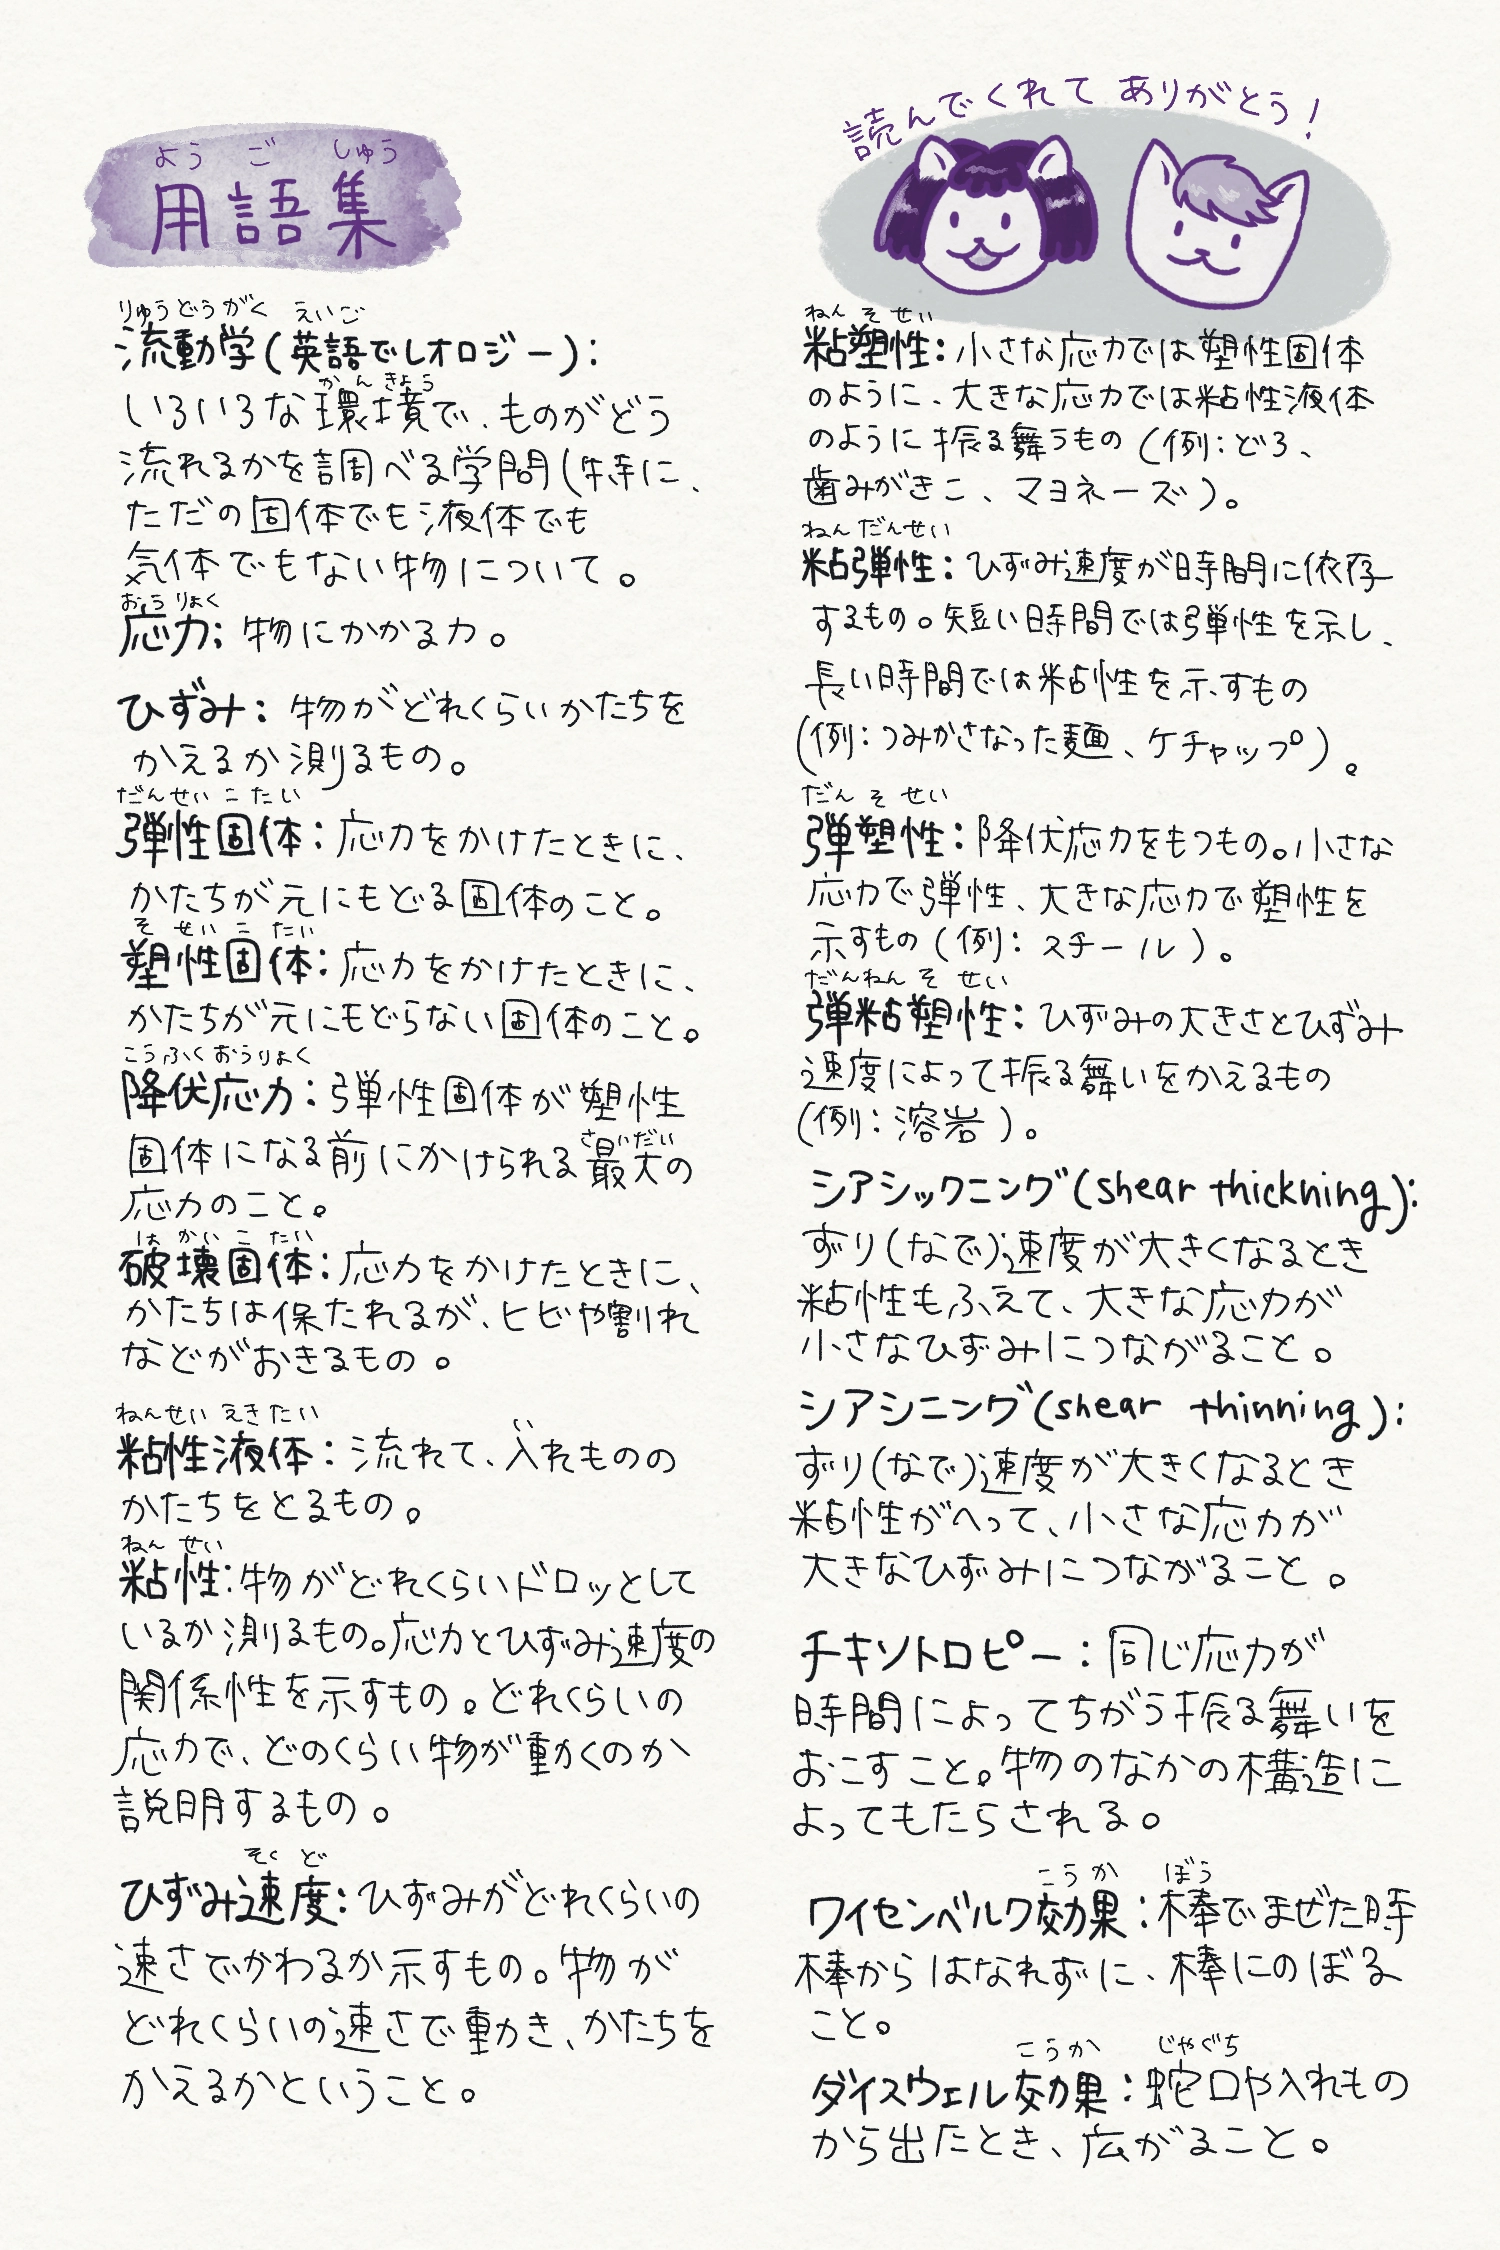 ようごしゅう
用語集
りゅうどうがく えいご
流動学(英語でレオロジー):
かんきょう
いろいろな環境で、ものがどう
流れるかを調べる学問(特に、
ただの固体でも液体でも
気体でもない物について。
おうりょく
応力: 物にかかる力。
ひずみ: 物がどれくらいかたちを
かえるか測るもの。
だんせいこたい
弾性固体: 応力をかけたときに、
かたちが元にもどる固体のこと。
そせいこたい
塑性固体: 応力をかけたときに、
かたちが元にもどらない固体のこと。
こうふくおうりょく
降伏応力: 弾性固体が塑性
さいだい
固体になる前にかけられる最大の
応力のこと。
はかいこたい
破壊固体: 応力をかけたときに、
かたちは保たれるが、ヒビや割れ
などがおきるもの。
ねんせいえきたい い
粘性液体: 流れて、入れものの
かたちをとるもの。
ねんせい
粘性: 物がどれくらいドロッとして
いるか測るもの。応力とひずみ速度の
関係性を示すもの。どれくらいの
応力で、どのくらい物が動くのか
説明するもの。
そくど
ひずみ速度: ひずみがどれくらいの
速さでかわるか示すもの。物が
どれくらいの速さで動き、かたちを
かえるかということ。
読んでくれてありがとう!
ねんそせい
粘塑性: 小さな応力では塑性固体
のように、大きな応力では粘性液体
のように振る舞うもの(例:どろ、
歯みがきこ、マヨネーズ)。
ねんだんせい
粘弾性: ひずみ速度が時間に依存
するもの。短い時間では弾性を示し、
長い時間では粘性を示すもの
(例:つみかさなった麺、ケチャップ)。
だんそせい
弾塑性: 降伏応力をもつもの。小さな
応力で弾性、大きな応力で塑性を
示すもの(例:スチール)。
だんねんそせい
弾粘塑性: ひずみの大きさとひずみ
速度によって振る舞いをかえるもの
(例:溶岩)。
シアシックニング(shear thickning):
ずり(なで)速度が大きくなるとき
粘性もふえて、大きな応力が
小さなひずみにつながること。
シアシニング(shear thinning):
ずり(なで)速度が大きくなるとき
粘性がへって、小さな応力が
大きなひずみにつながること。
チキソトロピー: 同じ応力が
時間によってちがう振る舞いを
おこすこと。物のなかの構造に
よってもたらされる。
こうか ぼう
ワイセンベルク効果: 棒でまぜた時
棒からはなれずに、棒にのぼる
こと。
こうか じゃぐち
ダイスウェル効果: 蛇口や入れもの
から出たとき、広がること。